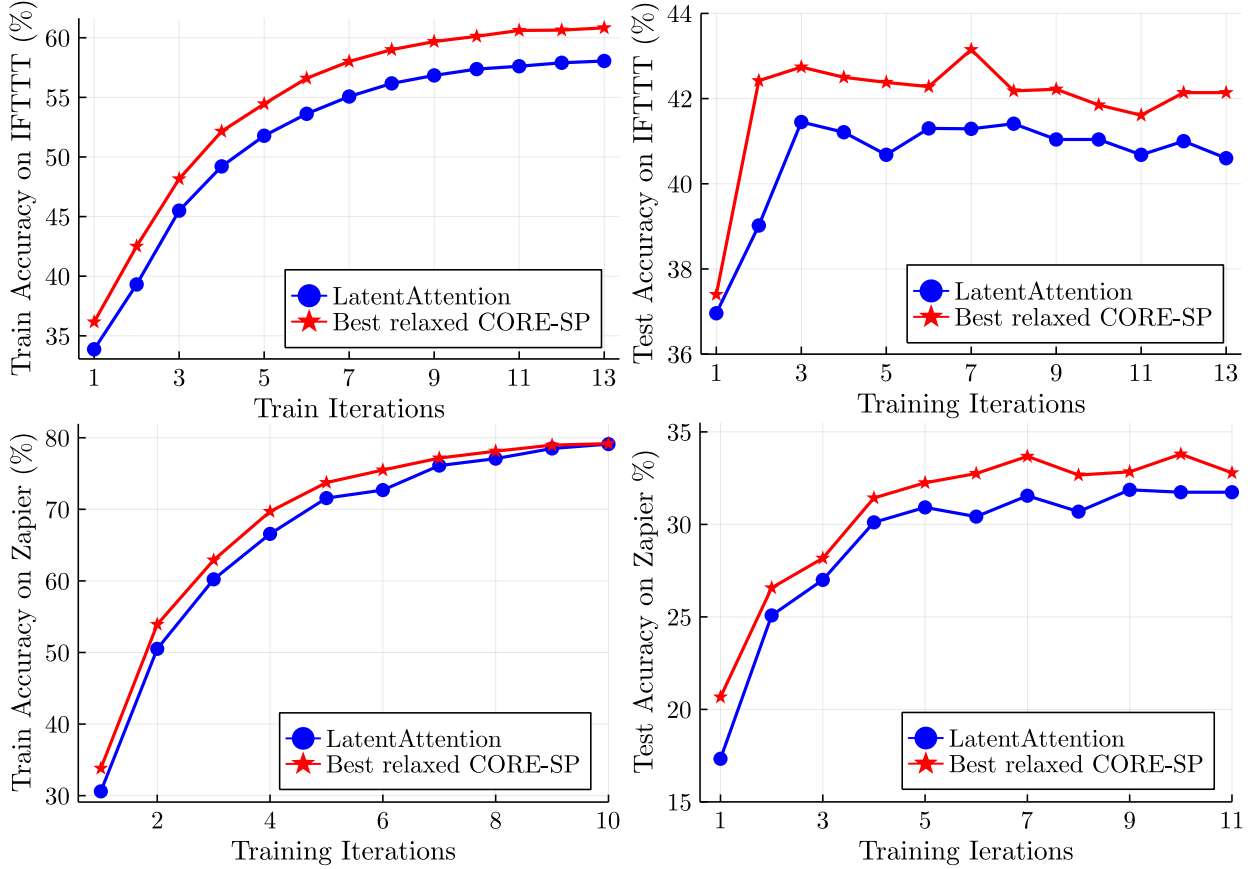 Train Accuracy on IFTTT (%)
60
55
50
45
40
35
LatentAttention
Best relaxed CORE-SP
1 3 5 7 9 11 13
Train Iterations
Test Accuracy on IFTTT (%)
44
42
40
38
36
LatentAttention
Best relaxed CORE-SP
1 3 5 7 9 11 13
Training Iterations
Train Accuracy on Zapier (%)
80
70
60
50
40
30
LatentAttention
Best relaxed CORE-SP
2 4 6 8 10
Training Iterations
Test Acuracy on Zapier %)
35
30
25
20
15
LatentAttention
Best relaxed CORE-SP
1 3 5 7 9 11
Training Ierations